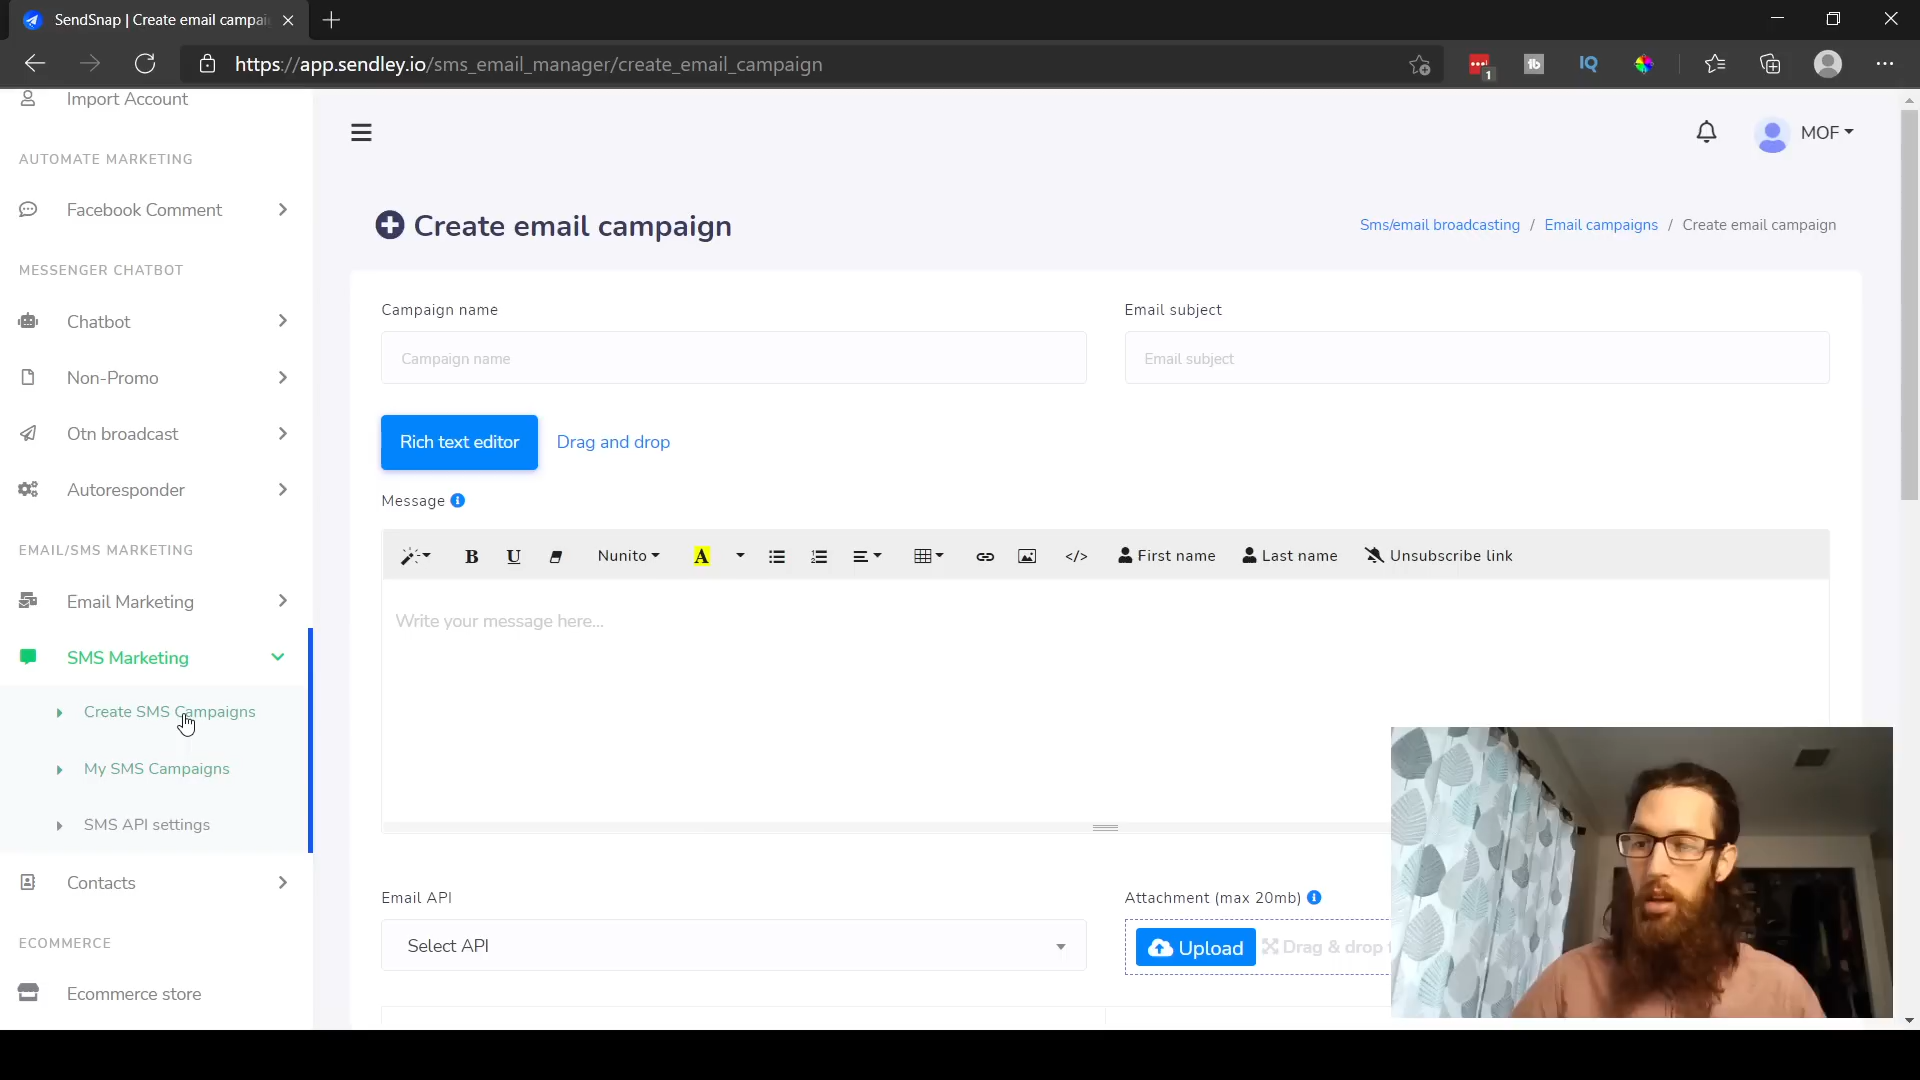 SendSnap | Create email campai
https://app.sendley.io/sms_email_manager/create_email_campaign
1
tb
IQ
Import Account
AUTOMATE MARKETING
Facebook Comment
MESSENGER CHATBOT
Chatbot
Non-Promo
Otn broadcast
Autoresponder
EMAIL/SMS MARKETING
Email Marketing
SMS Marketing
Create SMS Campaigns
My SMS Campaigns
SMS API settings
Contacts
ECOMMERCE
Ecommerce store
MOF
Create email campaign
Sms/email broadcasting / Email campaigns / Create email campaign
Campaign name
Campaign name
Email subject
Email subject
Rich text editor
Drag and drop
Message
B U Nunito A </> First name Last name Unsubscribe link
Write your message here...
Email API
Select API
Attachment (max 20mb)
Upload
Drag & drop